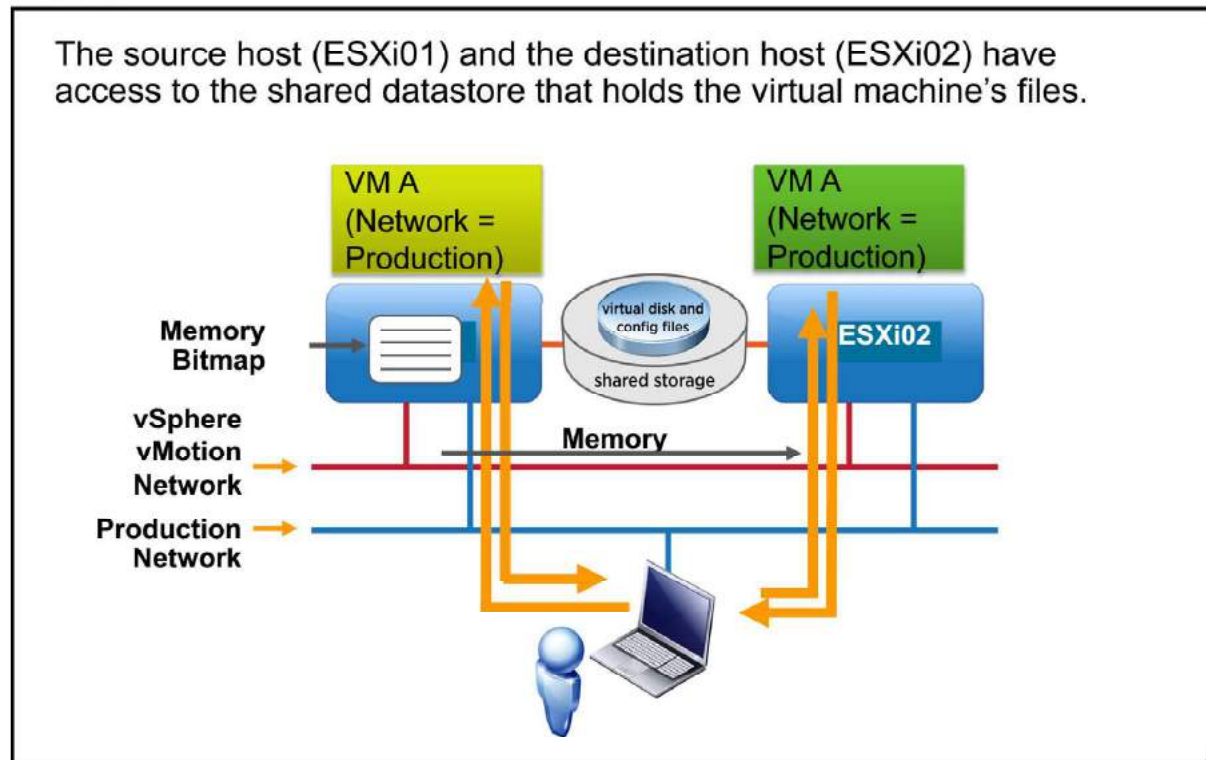 The source host (ESXi01) and the destination host (ESXi02) have
access to the shared datastore that holds the virtual machine's files.
VM A
(Network =
Production)
VM A
(Network =
Production)
virtual disk and
config files
shared storage
ESXi02
Memory
Bitmap
vSphere
vMotion
Network
Memory
Production
Network